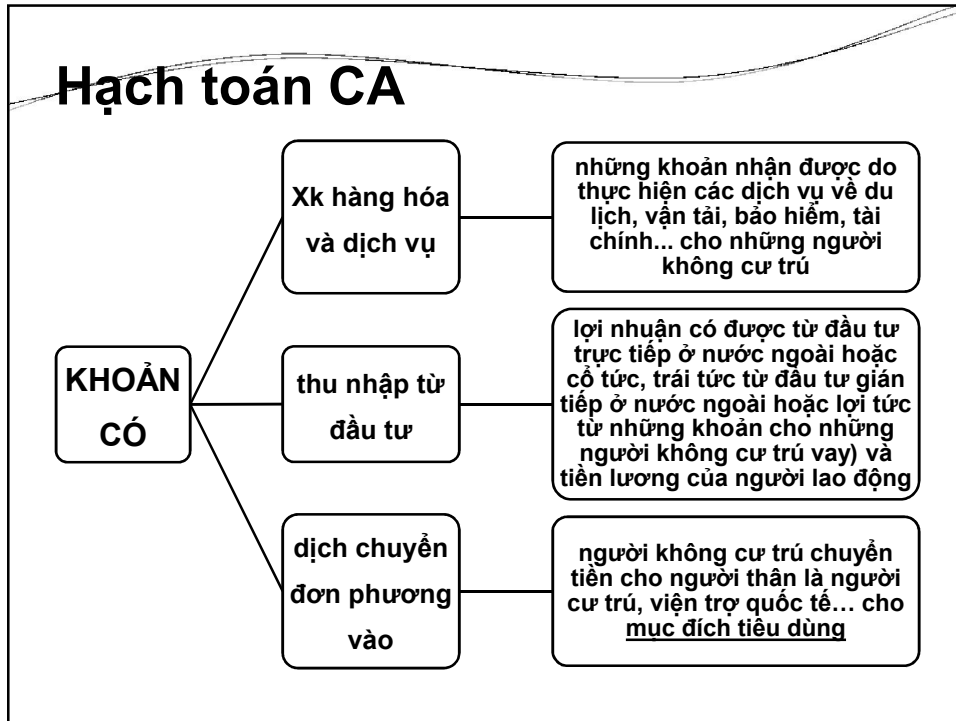 Hạch toán CA
KHOẢN
CÓ
Xk hàng hóa
và dịch vụ
những khoản nhận được do
thực hiện các dịch vụ về du
lịch, vận tải, bảo hiểm, tài
chính... cho những người
không cư trú
thu nhập từ
đầu tư
lợi nhuận có được từ đầu tư
trực tiếp ở nước ngoài hoặc
cổ tức, trái tức từ đầu tư gián
tiếp ở nước ngoài hoặc lợi tức
từ những khoản cho những
người không cư trú vay) và
tiền lương của người lao động
dịch chuyển
đơn phương
vào
người không cư trú chuyển
tiền cho người thân là người
cư trú, viện trợ quốc tế… cho
mục đích tiêu dùng